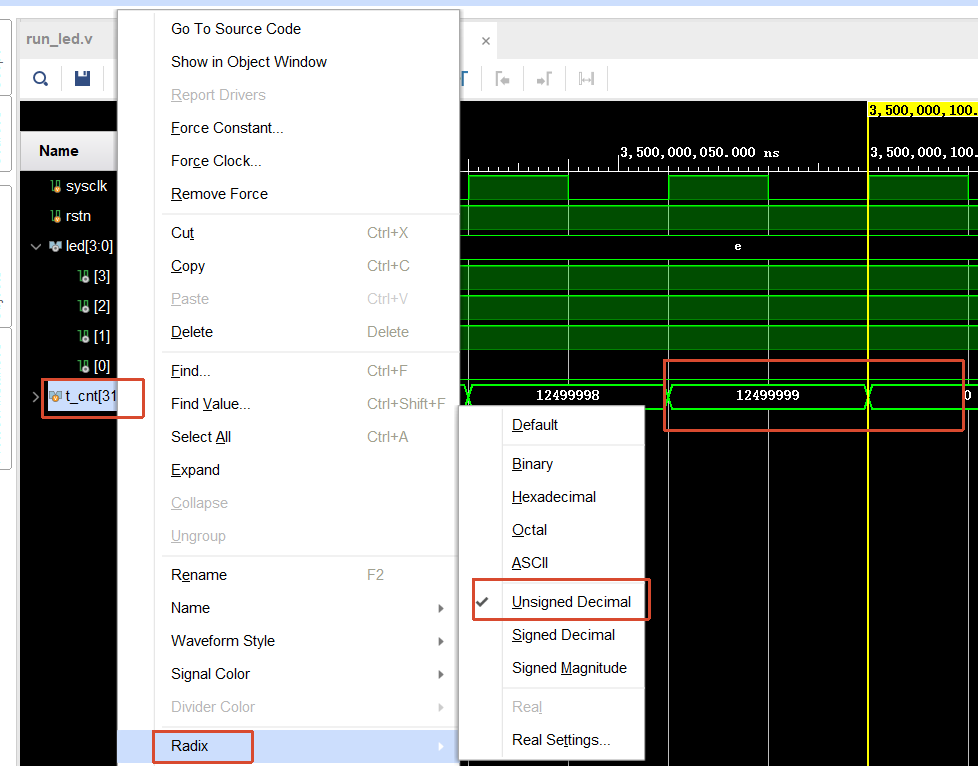 run_led.v
Name
sysclk
rstn
led[3:0]
[3]
[2]
[1]
[0]
t_cnt[31
Go To Source Code
Show in Object Window
Report Drivers
Force Constant...
Force Clock...
Remove Force
Cut Ctrl+X
Copy Ctrl+C
Paste Ctrl+V
Delete Delete
Find... Ctrl+F
Find Value... Ctrl+Shift+F
Select All Ctrl+A
Expand
Collapse
Ungroup
Rename F2
Name
Waveform Style
Signal Color
Divider Color
Radix
Default
Binary
Hexadecimal
Octal
ASCII
Unsigned Decimal
Signed Decimal
Signed Magnitude
Real
Real Settings...
3,500,000,100.
3,500,000,050.000 ns
3,500,000,100.
e
12499998
12499999
0